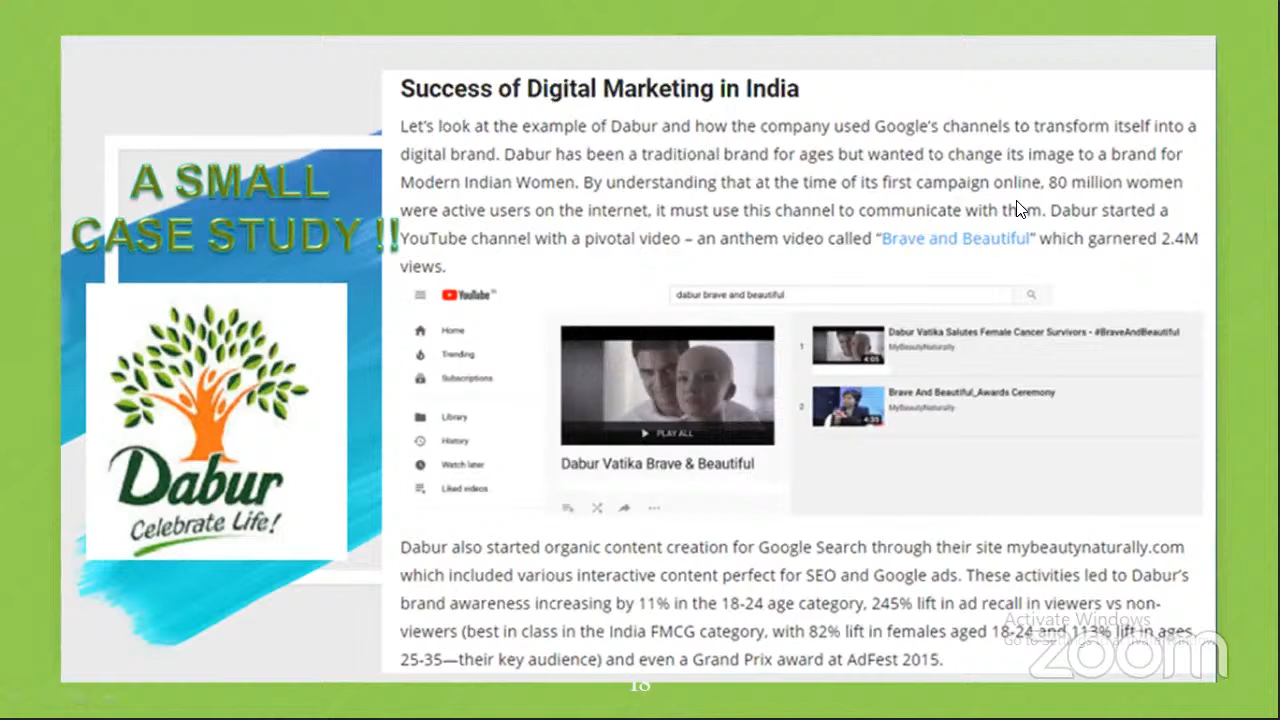 Success of Digital Marketing in India
Let's look at the example of Dabur and how the company used Google's channels to transform itself into a
digital brand. Dabur has been a traditional brand for ages but wanted to change its image to a brand for
Modern Indian Women. By understanding that at the time of its first campaign online, 80 million women
were active users on the internet, it must use this channel to communicate with them. Dabur started a
YouTube channel with a pivotal video – an anthem video called “Brave and Beautiful” which garnered 2.4M
views.
A SMALL
CASE STUDY !!
Dabur
Celebrate Life!
YouTube
dabur brave and beautiful
Home
Trending
Subscriptions
Library
History
Watch later
Liked videos
PLAY ALL
Dabur Vatika Brave & Beautiful
1
Dabur Vatika Salutes Female Cancer Survivors - #BraveAndBeautiful
MyBeautyNaturally
4:05
2
Brave And Beautiful_Awards Ceremony
MyBeautyNaturally
Dabur also started organic content creation for Google Search through their site mybeautynaturally.com
which included various interactive content perfect for SEO and Google ads. These activities led to Dabur's
brand awareness increasing by 11% in the 18-24 age category, 245% lift in ad recall in viewers vs non-
viewers (best in class in the India FMCG category, with 82% lift in females aged 18-24 and 113% lift in ages
25-35—their key audience) and even a Grand Prix award at AdFest 2015.
Activate Windows
zoom
18